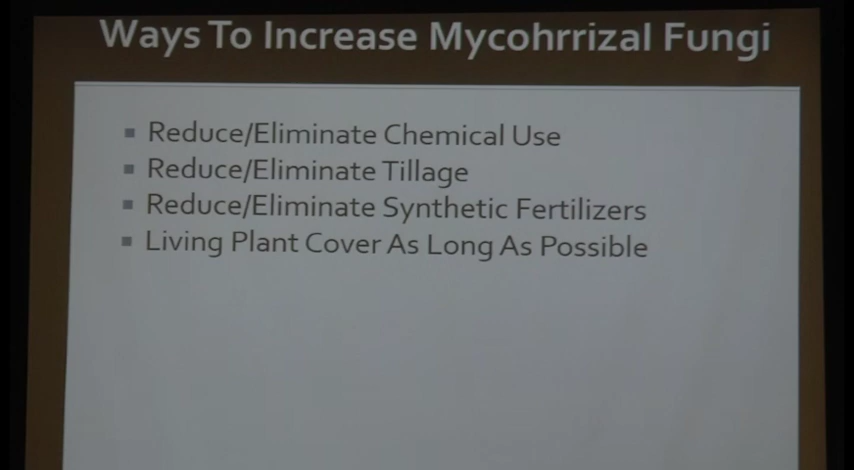 Ways To Increase Mycohrrizal Fungi
▪ Reduce/Eliminate Chemical Use
▪ Reduce/Eliminate Tillage
▪ Reduce/Eliminate Synthetic Fertilizers
▪ Living Plant Cover As Long As Possible